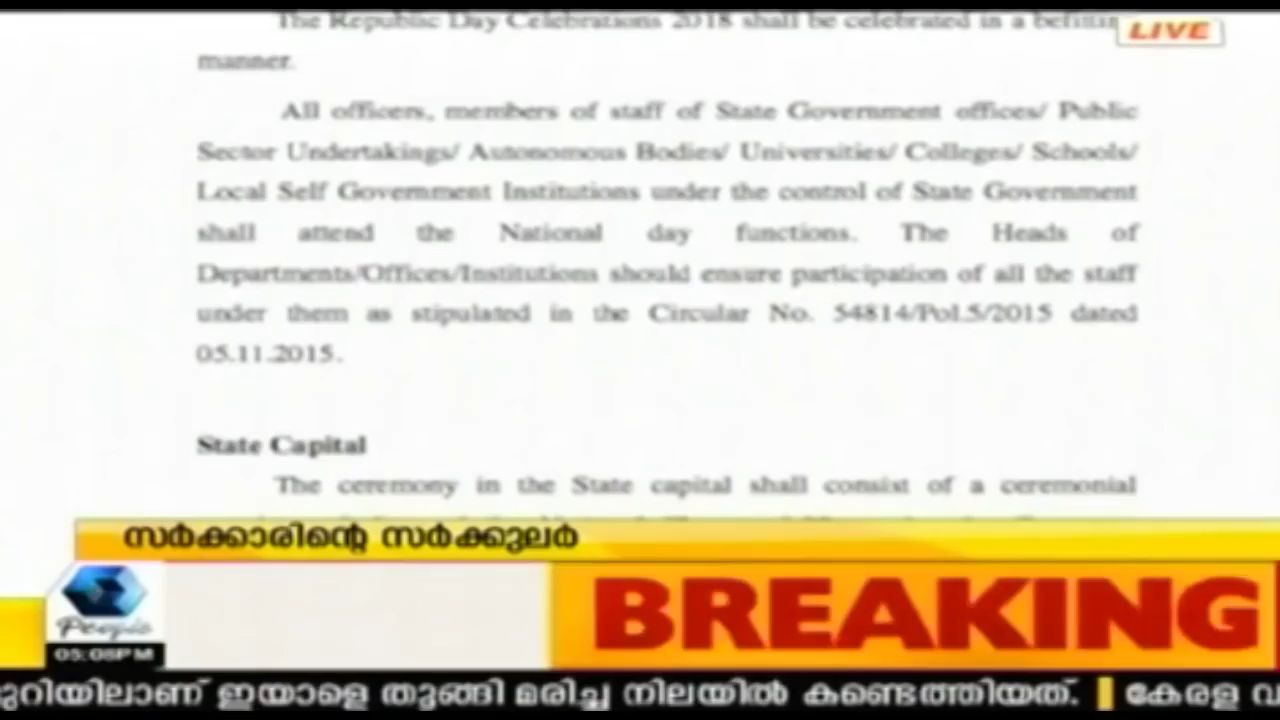 The Republic Day Celebrations 2018 shall be celebrated in a
LIVE
manner.
All officers, members of staff of State Government offices/ Public
Sector Undertakings/ Autonomous Bodies/ Universities/ Colleges/ Schools/
Local Self Government Institutions under the control of State Government
shall attend the National day functions. The Heads of
Departments/Offices/Institutions should ensure participation of all the staff
under them as stipulated in the Circular No. 54814/Pol.5/2015 dated
05.11.2015.
State Capital
The ceremony in the State capital shall consist of a ceremonial
സർക്കാരിന്റെ സർക്കുലർ
BREAKING
People
05:08PM
ഇയാളെ തൂങ്ങി മരിച്ച നിലയിൽ കണ്ടെത്തിയത്. കേരള